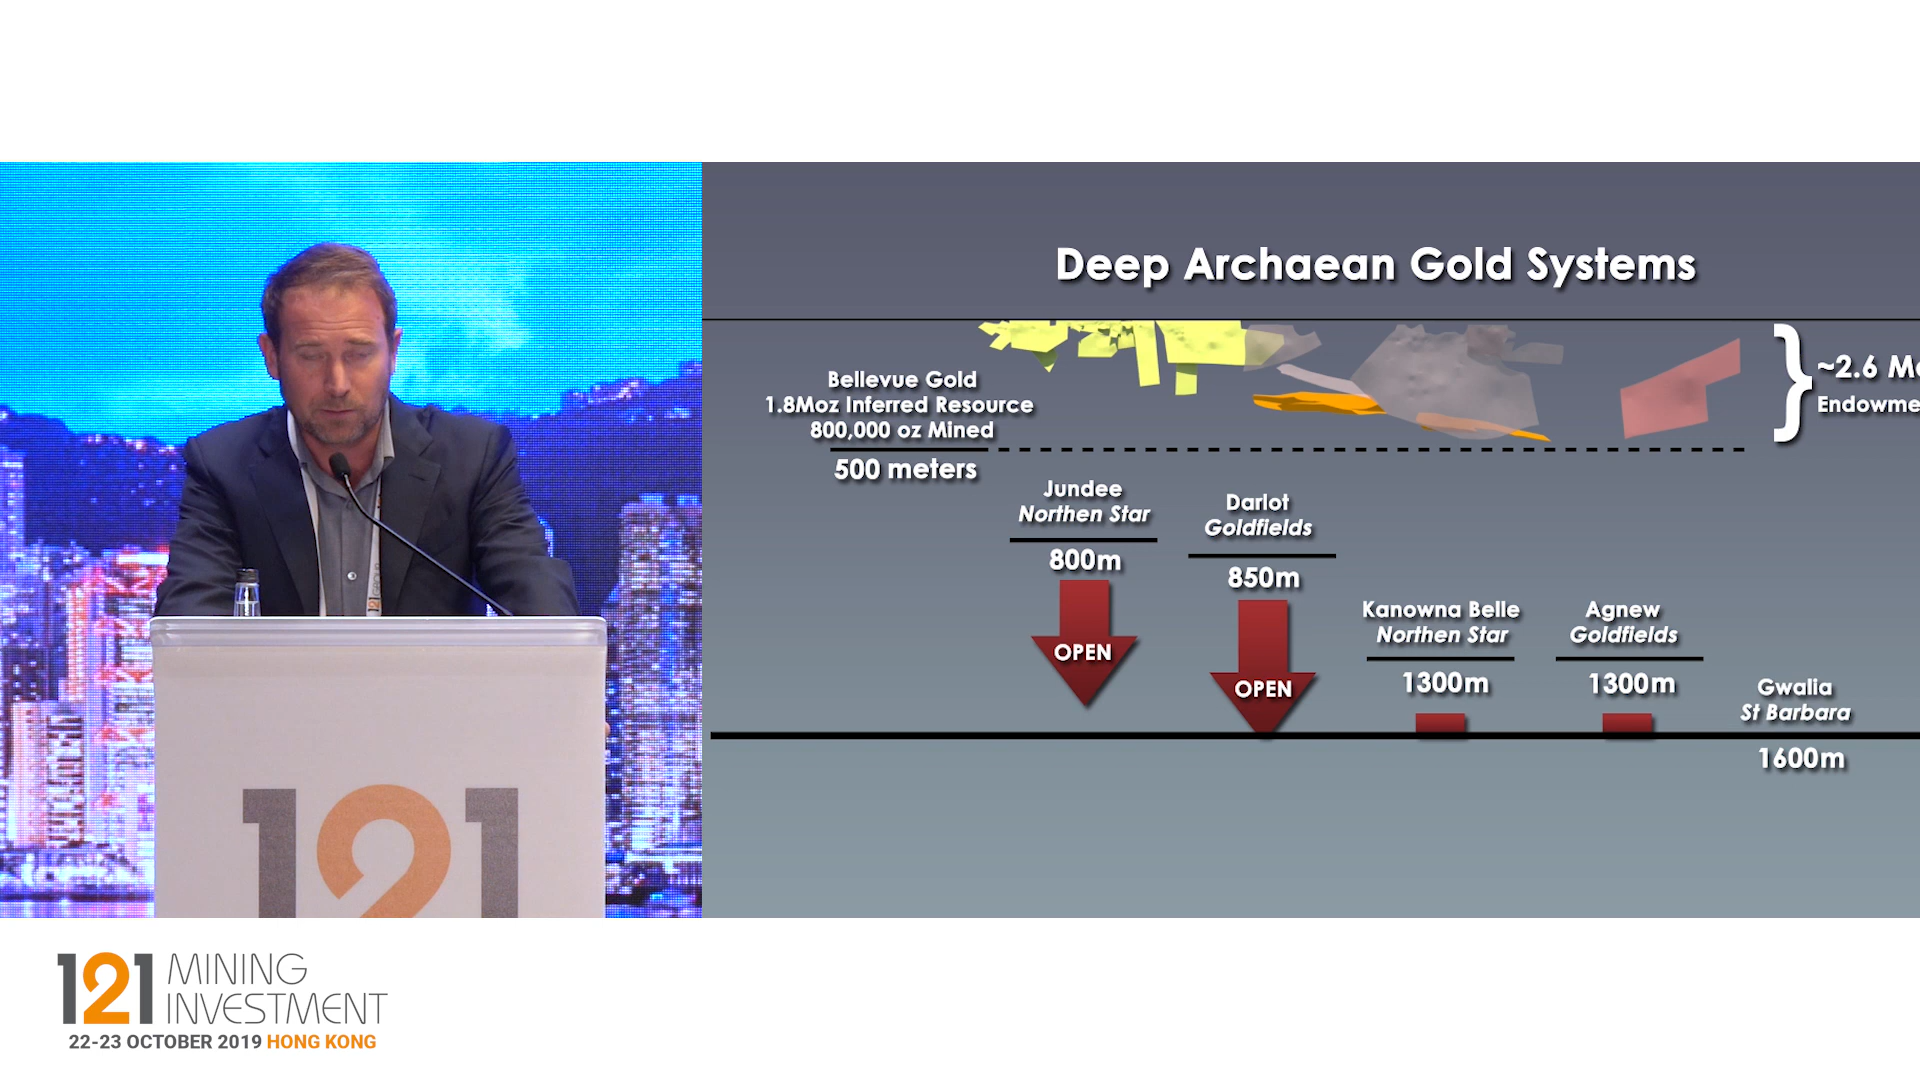 Deep Archaean Gold Systems
Bellevue Gold
1.8Moz Inferred Resource
800,000 oz Mined
500 meters
~2.6
Jundee
Northen Star
800m
OPEN
Darlot
Goldfields
850m
OPEN
Kanowna Belle
Northen Star
1300m
Agnew
Goldfields
1300m
Gwalia
St Barbara
1600m
121
121 MINING
INVESTMENT
22-23 OCTOBER 2019 HONG KONG